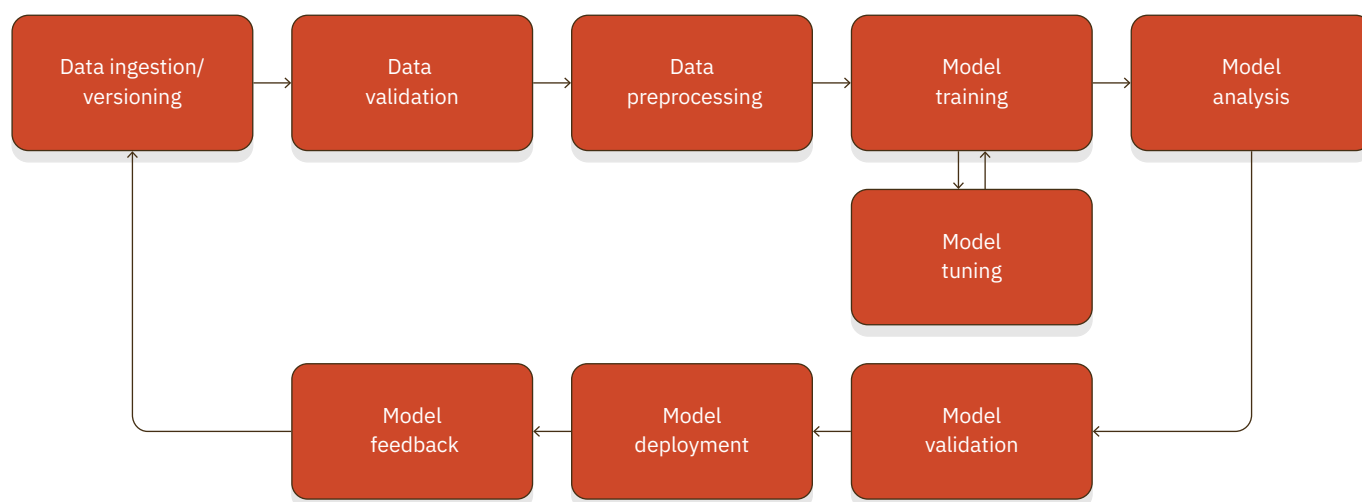 Data ingestion/
versioning
Data
validation
Data
preprocessing
Model
training
Model
analysis
Model
tuning
Model
feedback
Model
deployment
Model
validation